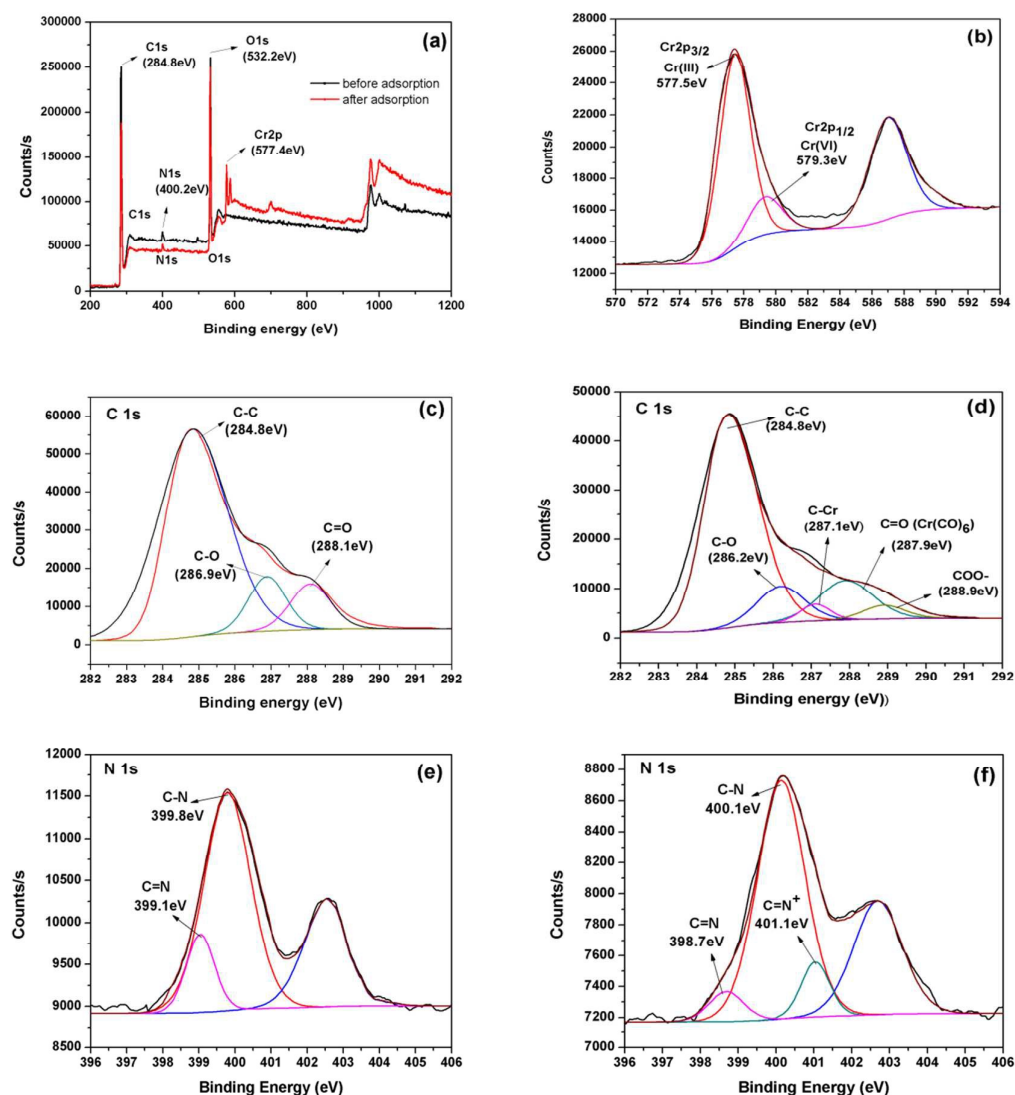 (a)
Counts/s
300000
250000
200000
150000
100000
50000
0
C1s
(284.8eV)
O1s
(532.2eV)
before adsorption
after adsorption
N1s
(400.2eV)
Cr2p
(577.4eV)
C1s
N1s
O1s
200 400 600 800 1000 1200
Binding energy (eV)
(b)
Counts/s
28000
26000
24000
22000
20000
18000
16000
14000
12000
Cr2p3/2
Cr(III)
577.5eV
Cr2p1/2
Cr(VI)
579.3eV
570 572 574 576 578 580 582 584 586 588 590 592 594
Binding Energy (eV)
C 1s
(c)
Counts/s
60000
50000
40000
30000
20000
10000
0
C-C
(284.8eV)
C-O
(286.9eV)
C=O
(288.1eV)
282 283 284 285 286 287 288 289 290 291 292
Binding energy (eV)
C 1s
(d)
Counts/s
50000
40000
30000
20000
10000
0
C-C
(284.8eV)
C-Cr
(287.1eV)
C-O
(286.2eV)
C=O (Cr(CO)6)
(287.9eV)
COO-
(288.9eV)
282 283 284 285 286 287 288 289 290 291 292
Binding energy (eV))
N 1s
(e)
Counts/s
12000
11500
11000
10500
10000
9500
9000
8500
C-N
399.8eV
C=N
399.1eV
396 397 398 399 400 401 402 403 404 405 406
Binding Energy (eV)
N 1s
(f)
Counts/s
8800
8600
8400
8200
8000
7800
7600
7400
7200
7000
C-N
400.1eV
C=N+
401.1eV
C=N
398.7eV
396 397 398 399 400 401 402 403 404 405 406
Binding Energy (eV)